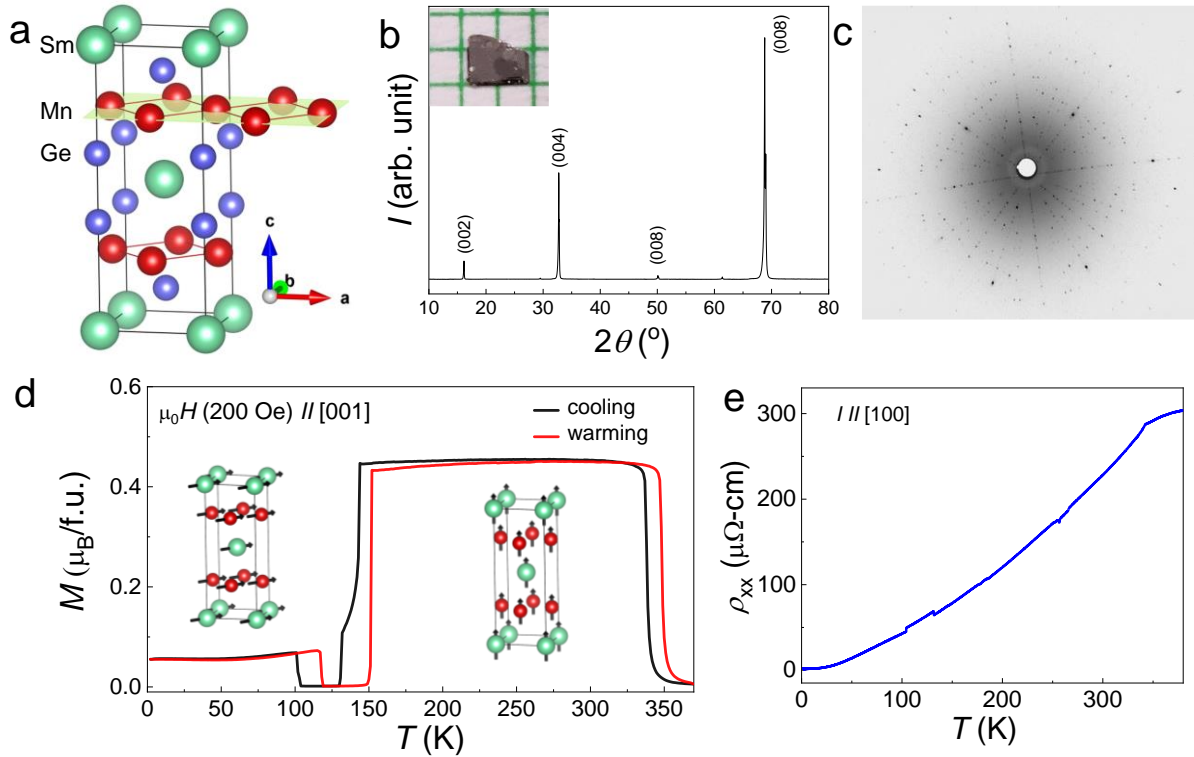 a
Sm
Mn
Ge
c
b
a
b
I (arb. unit)
(002)
(004)
(008)
(008)
10 20 30 40 50 60 70 80
2θ (º)
c
d
μ0H (200 Oe) // [001]
cooling
warming
M (μB/f.u.)
0.6
0.4
0.2
0.0
0 50 100 150 200 250 300 350
T (K)
e
I // [100]
ρxx (μΩ-cm)
300
200
100
0
0 100 200 300
T (K)